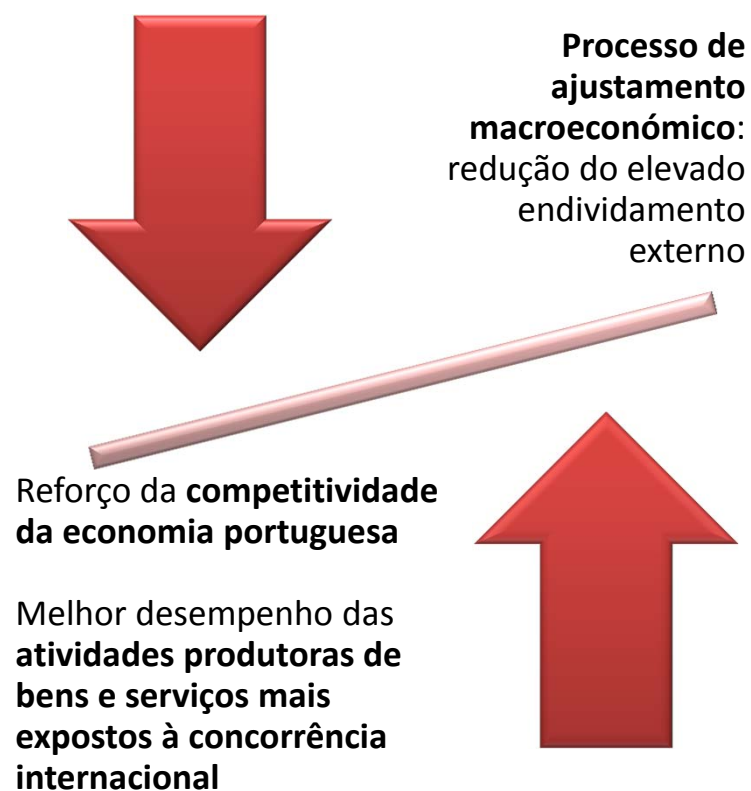 Processo de
ajustamento
macroeconómico:
redução do elevado
endividamento
externo
Reforço da competitividade
da economia portuguesa
Melhor desempenho das
atividades produtoras de
bens e serviços mais
expostos à concorrência
internacional